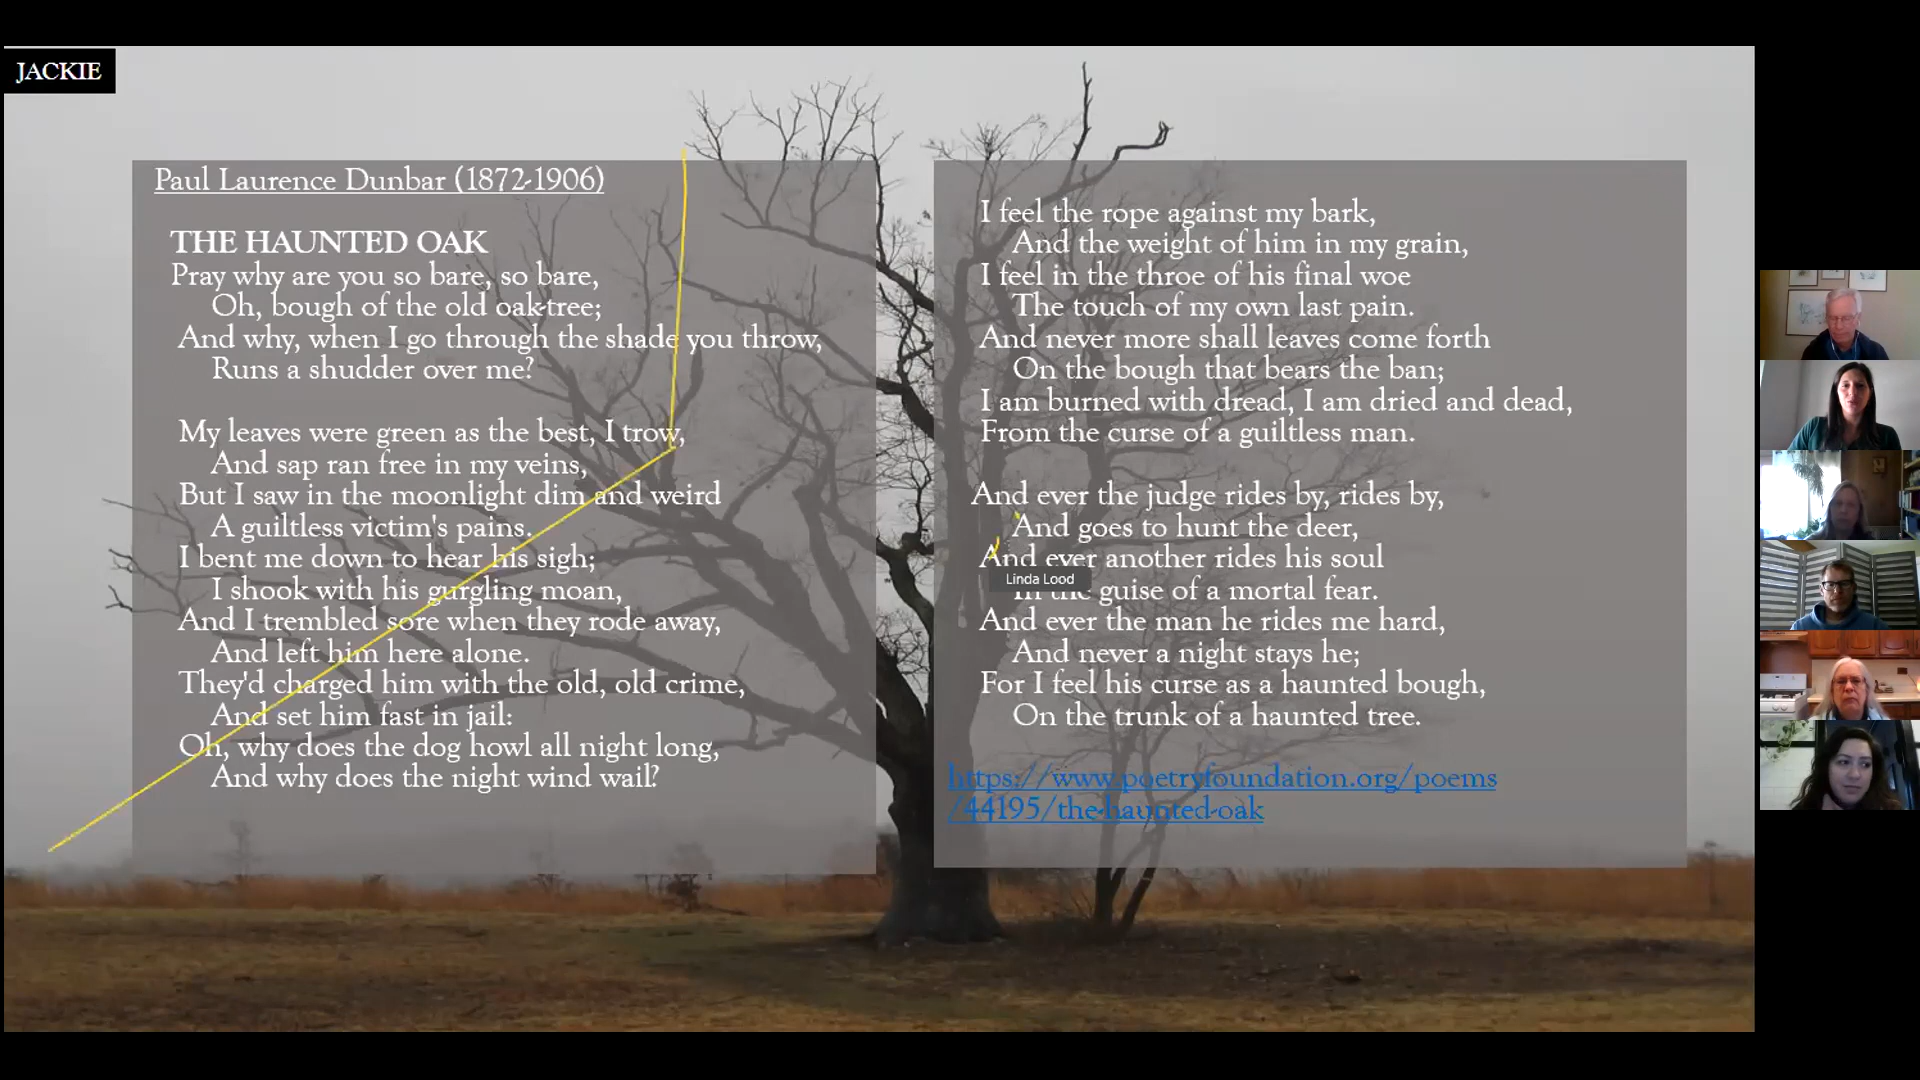 JACKIE
Paul Laurence Dunbar (1872-1906)
THE HAUNTED OAK
Pray why are you so bare, so bare,
Oh, bough of the old oak-tree;
And why, when I go through the shade you throw,
Runs a shudder over me?
My leaves were green as the best, I trow,
And sap ran free in my veins,
But I saw in the moonlight dim and weird
A guiltless victim's pains.
I bent me down to hear his sigh;
I shook with his gurgling moan,
And I trembled sore when they rode away,
And left him here alone.
They'd charged him with the old, old crime,
And set him fast in jail:
Oh, why does the dog howl all night long,
And why does the night wind wail?
I feel the rope against my bark,
And the weight of him in my grain,
I feel in the throe of his final woe
The touch of my own last pain.
And never more shall leaves come forth
On the bough that bears the ban;
I am burned with dread, I am dried and dead,
From the curse of a guiltless man.
And ever the judge rides by, rides by,
And goes to hunt the deer,
And ever another rides his soul
Linda Lood
In the guise of a mortal fear.
And ever the man he rides me hard,
And never a night stays he;
For I feel his curse as a haunted bough,
On the trunk of a haunted tree.
https://www.poetryfoundation.org/poems
/44195/the-haunted-oak